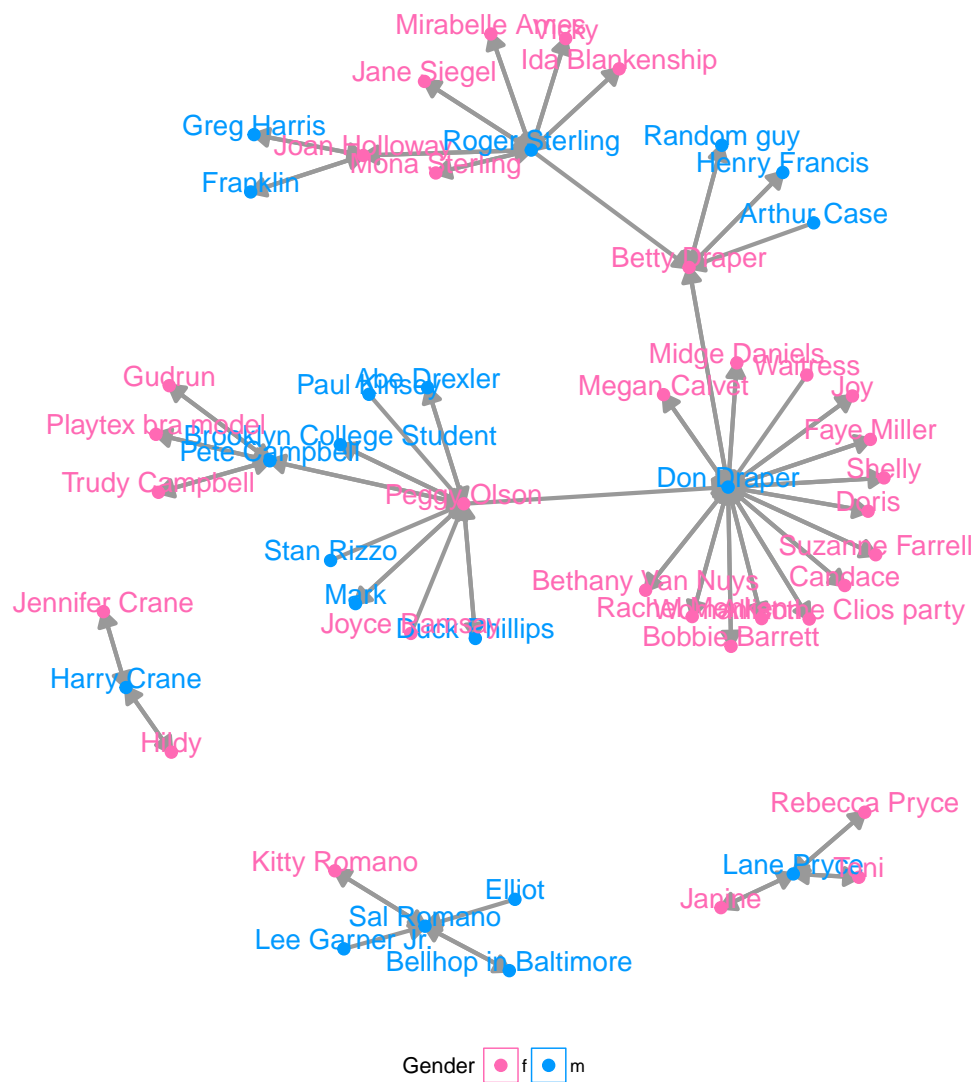 Mirabelle Ames
Vicky
Ida Blankenship
Jane Siegel
Greg Harris
Joan Holloway
Roger Sterling
Random guy
Mona Sterling
Henry Francis
Franklin
Arthur Case
Betty Draper
Midge Daniels
Waitress
Gudrun
Paul Kinsey
Abe Drexler
Megan Calvet
Joy
Playtex bra model
Brooklyn College Student
Faye Miller
Pete Campbell
Trudy Campbell
Peggy Olson
Don Draper
Shelly
Doris
Stan Rizzo
Suzanne Farrell
Bethany Van Nuys
Candace
Jennifer Crane
Mark
Rachel Menken
Clios party
Joyce Ramsay
Duck Phillips
Bobbie Barrett
Harry Crane
Hildy
Rebecca Pryce
Kitty Romano
Lane Pryce
Toni
Elliot
Janine
Sal Romano
Lee Garner Jr.
Bellhop in Baltimore
Gender f m